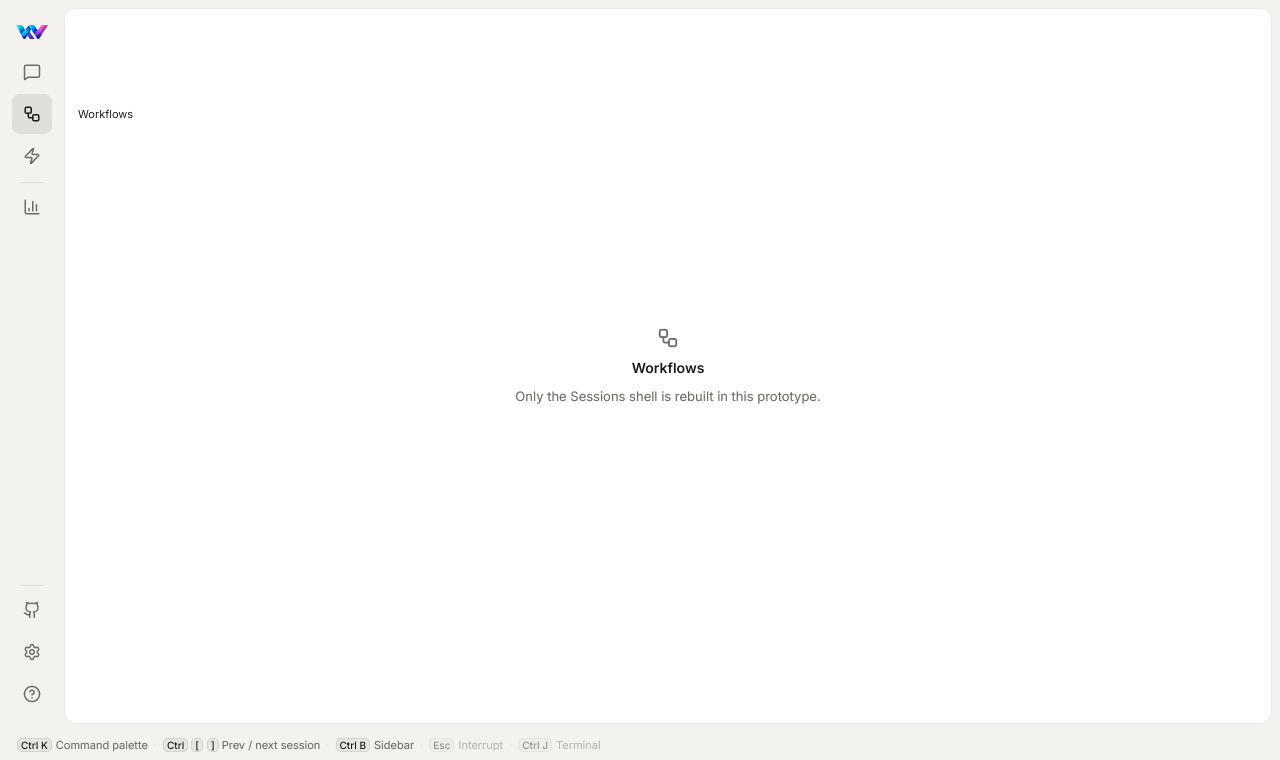 Workflows
Workflows
Only the Sessions shell is rebuilt in this prototype.
Ctrl K Command palette · Ctrl [ ] Prev / next session · Ctrl B Sidebar · Esc Interrupt · Ctrl J Terminal